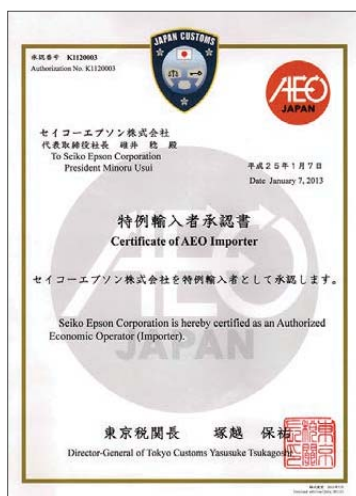 JAPAN CUSTOMS
承認番号 K1120003
Authorization No. K1120003
AEO
JAPAN
セイコーエプソン株式会社
代表取締役社長 碓井 稔 殿
To Seiko Epson Corporation
President Minoru Usui
平成25年1月7日
Date January 7, 2013
特例輸入者承認書
Certificate of AEO Importer
セイコーエプソン株式会社を特例輸入者として承認します。
Seiko Epson Corporation is hereby certified as an Authorized
Economic Operator (Importer).
AEO
JAPAN
東京税関長 塚越 保祐
Director-General of Tokyo Customs Yasusuke Tsukagoshi